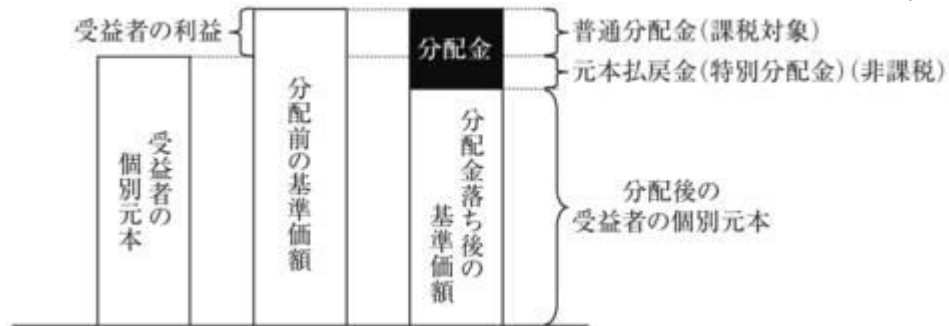 受益者の利益
分配金
普通分配金(課税対象)
元本払戻金(特別分配金)(非課税)
受益者の
個別元本
分配前の基準価額
分配金落ち後の
基準価額
分配後の
受益者の個別元本